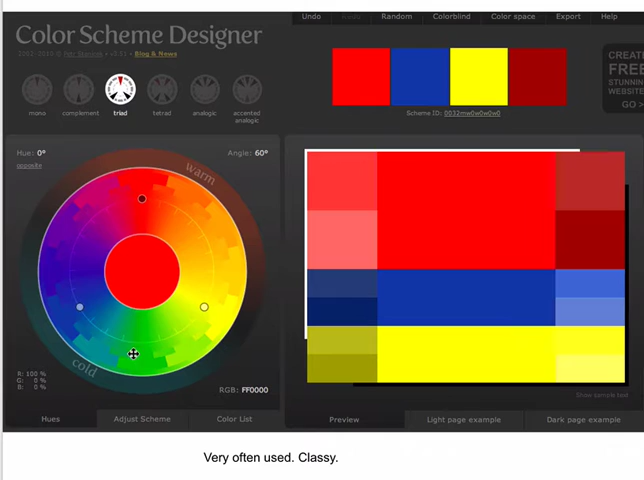 Undo Random Colorblind Color space Export Help
Color Scheme Designer
Blog & News
mono complement triad tetrad analogic accented analogic
Scheme ID: 0032mw0w0w0w0
CREATE
FREE
STUNNIN
WEBSITE
GO >
Hue: 0°
Angle: 60°
opposite
warm
cold
R: 100 %
G: 0 %
B: 0 %
RGB: FF0000
Show sample text
Hues Adjust Scheme Color List
Preview Light page example Dark page example
Very often used. Classy.